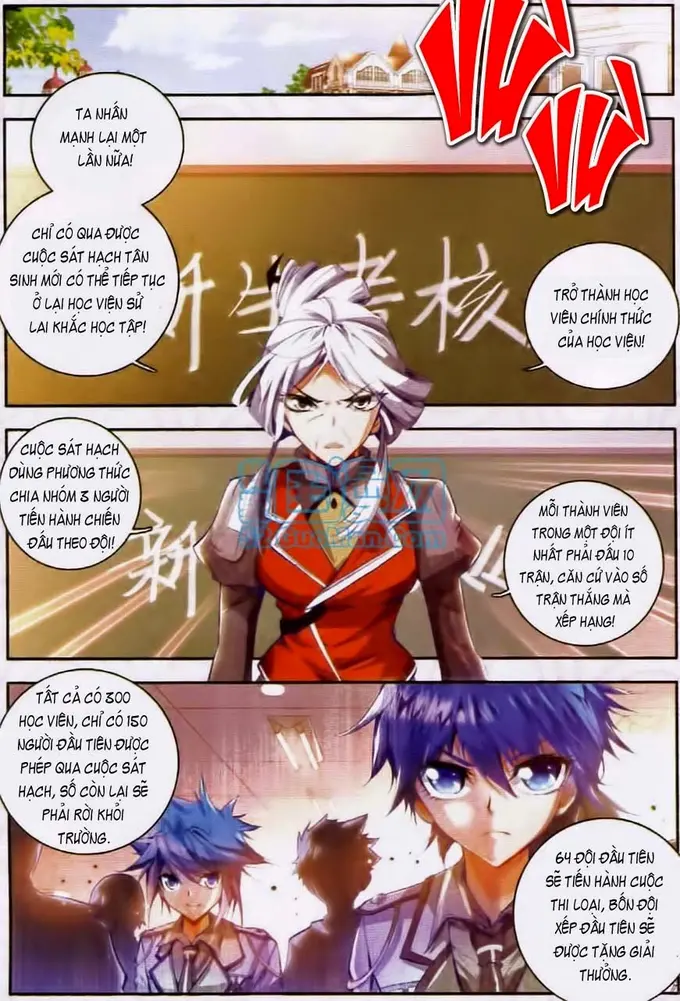 VÙ
VÙ
TA NHẤN
MẠNH LẠI MỘT
LẦN NỮA!
CHỈ CÓ QUA ĐƯỢC
CUỘC SÁT HẠCH TÂN
SINH MỚI CÓ THỂ TIẾP TỤC
Ở LẠI HỌC VIỆN SỬ
LAI KHẮC HỌC TẬP!
新生考核
TRỞ THÀNH HỌC
VIÊN CHÍNH THỨC
CỦA HỌC VIỆN!
CUỘC SÁT HẠCH
DÙNG PHƯƠNG THỨC
CHIA NHÓM 3 NGƯỜI
TIẾN HÀNH CHIẾN
ĐẤU THEO ĐỘI!
新
MỖI THÀNH VIÊN
TRONG MỘT ĐỘI ÍT
NHẤT PHẢI ĐẤU 10
TRẬN, CĂN CỨ VÀO SỐ
TRẬN THẮNG MÀ
XẾP HẠNG!
TẤT CẢ CÓ 300
HỌC VIÊN, CHỈ CÓ 150
NGƯỜI ĐẦU TIÊN ĐƯỢC
PHÉP QUA CUỘC SÁT
HẠCH, SỐ CÒN LẠI SẼ
PHẢI RỜI KHỎI
TRƯỜNG.
64 ĐỘI ĐẦU TIÊN
SẼ TIẾN HÀNH CUỘC
THI LOẠI, BỐN ĐỘI
XẾP ĐẦU TIÊN SẼ
ĐƯỢC TẶNG GIẢI
THƯỞNG.